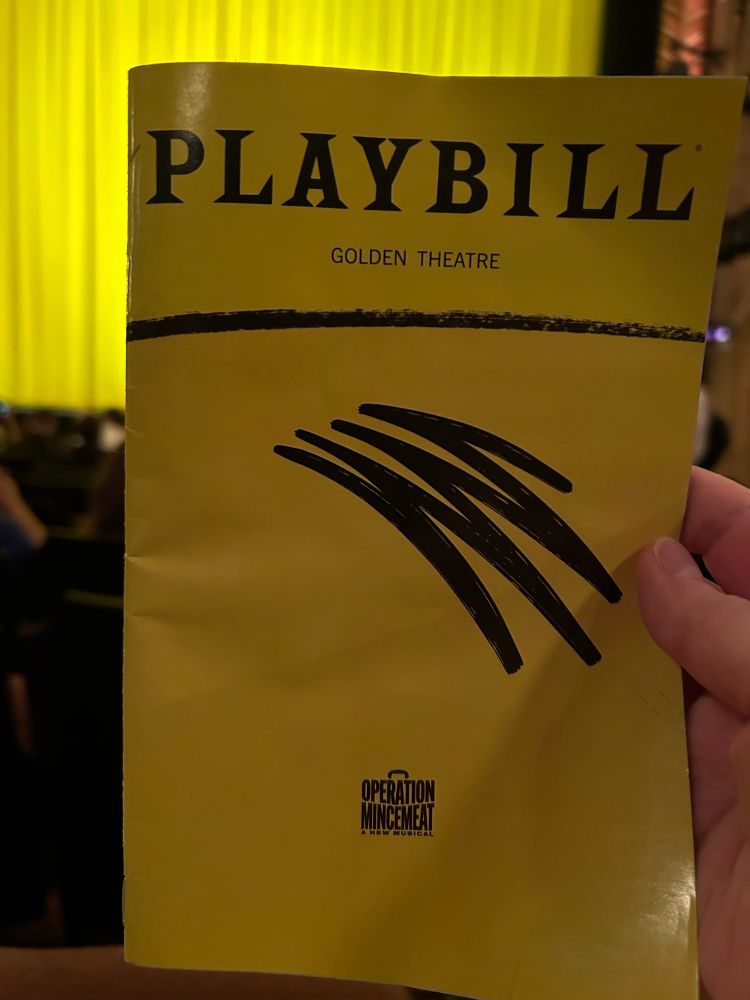 PLAYBILL®
GOLDEN THEATRE
OPERATION
MINCEMEAT
A NEW MUSICAL